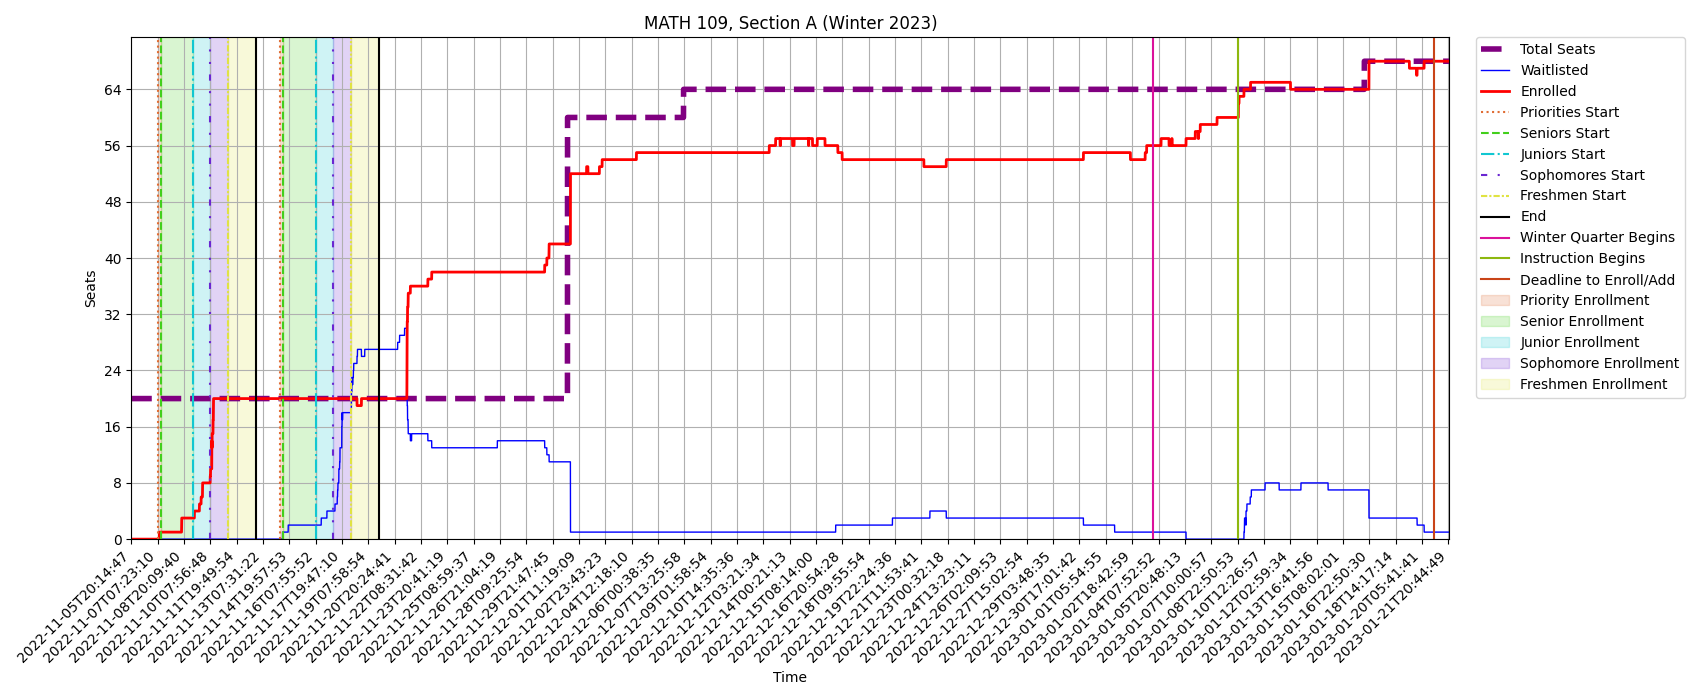 MATH 109, Section A (Winter 2023)
Seats
64
56
48
40
32
24
16
8
0
2022-11-05T20:14:47
2022-11-07T07:23:10
2022-11-08T20:09:40
2022-11-10T07:56:48
2022-11-11T19:49:54
2022-11-13T07:31:22
2022-11-14T19:57:53
2022-11-16T07:55:52
2022-11-17T19:47:10
2022-11-19T07:58:54
2022-11-20T20:24:41
2022-11-22T08:31:42
2022-11-23T20:41:19
2022-11-25T08:59:37
2022-11-26T21:04:19
2022-11-28T09:25:54
2022-11-29T21:47:45
2022-12-01T11:19:09
2022-12-02T23:43:23
2022-12-04T12:18:10
2022-12-06T00:38:35
2022-12-07T13:25:58
2022-12-09T01:58:54
2022-12-10T14:35:36
2022-12-12T03:21:34
2022-12-14T00:21:13
2022-12-15T08:14:00
2022-12-16T20:54:28
2022-12-18T09:55:54
2022-12-19T22:24:36
2022-12-21T11:53:41
2022-12-23T00:32:18
2022-12-24T13:23:11
2022-12-26T02:09:53
2022-12-27T15:02:54
2022-12-29T03:48:35
2022-12-30T17:01:42
2023-01-01T05:54:55
2023-01-02T18:42:59
2023-01-04T07:52:52
2023-01-05T20:48:13
2023-01-07T10:00:57
2023-01-08T22:50:53
2023-01-10T12:26:57
2023-01-12T02:59:34
2023-01-13T16:41:56
2023-01-15T08:02:01
2023-01-16T22:50:30
2023-01-18T14:17:14
2023-01-20T05:41:41
2023-01-21T20:44:49
Time
Total Seats
Waitlisted
Enrolled
Priorities Start
Seniors Start
Juniors Start
Sophomores Start
Freshmen Start
End
Winter Quarter Begins
Instruction Begins
Deadline to Enroll/Add
Priority Enrollment
Senior Enrollment
Junior Enrollment
Sophomore Enrollment
Freshmen Enrollment